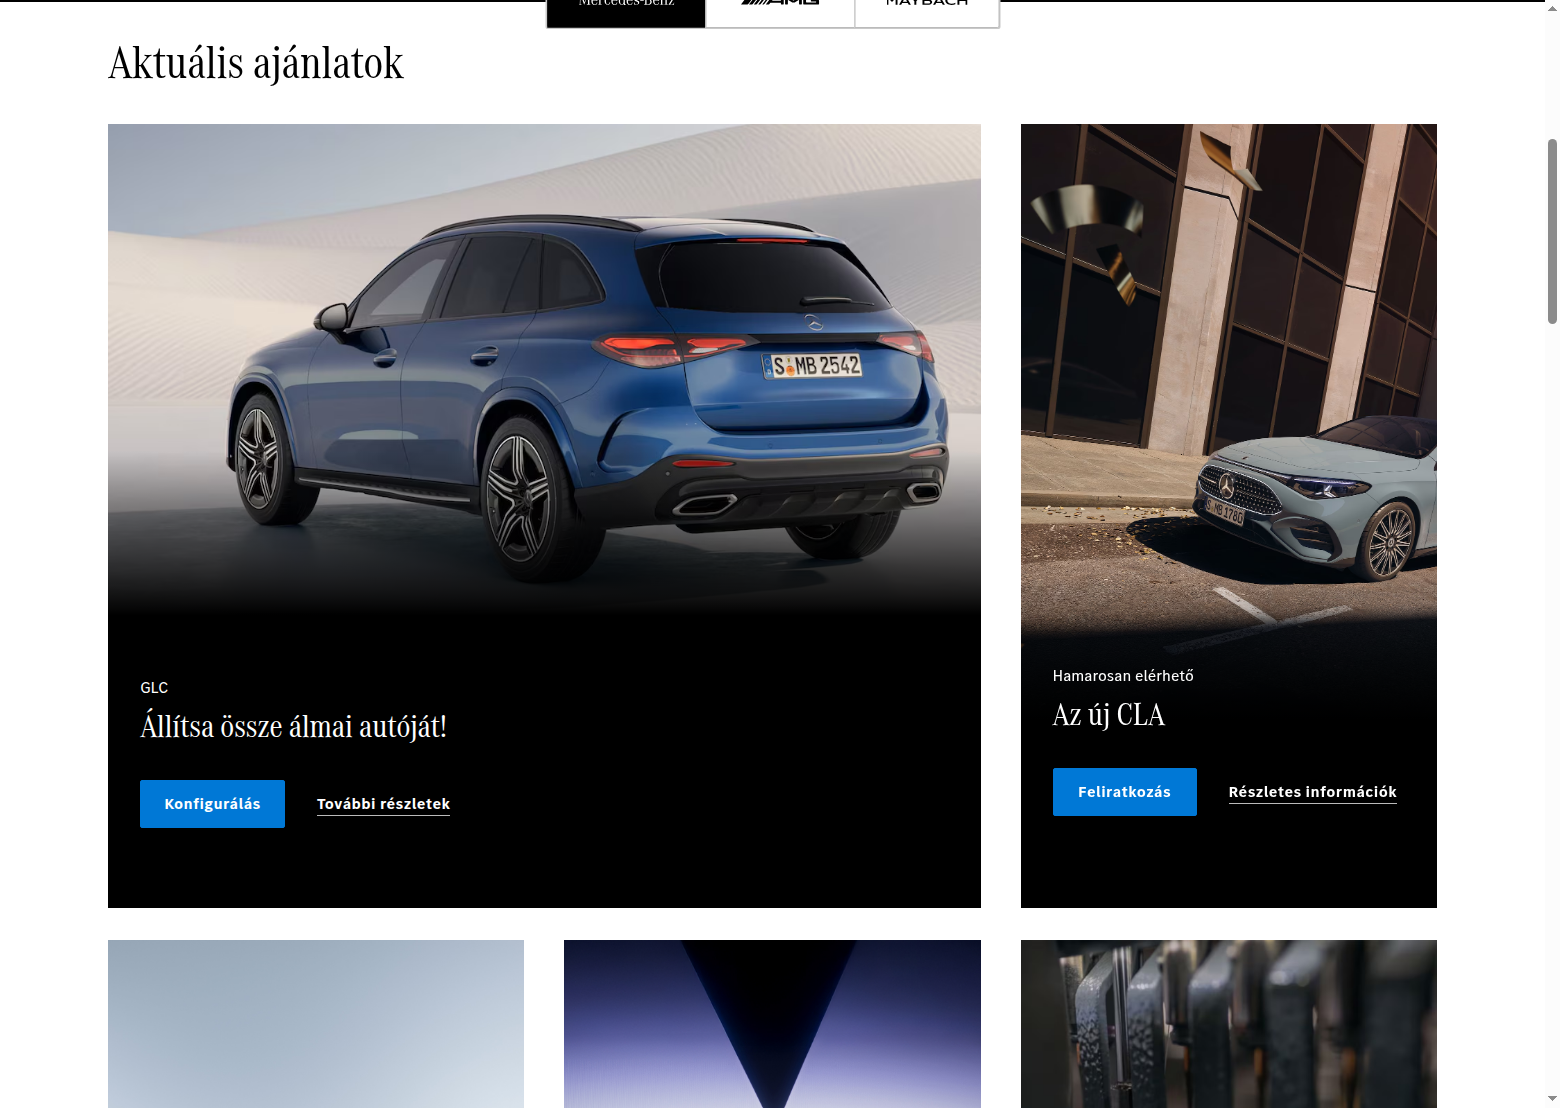 Mercedes-Benz
AMG
MAYBACH
Aktuális ajánlatok
S MB 2542
S MB 1780
GLC
Állítsa össze álmai autóját!
Konfigurálás
További részletek
Hamarosan elérhető
Az új CLA
Feliratkozás
Részletes információk